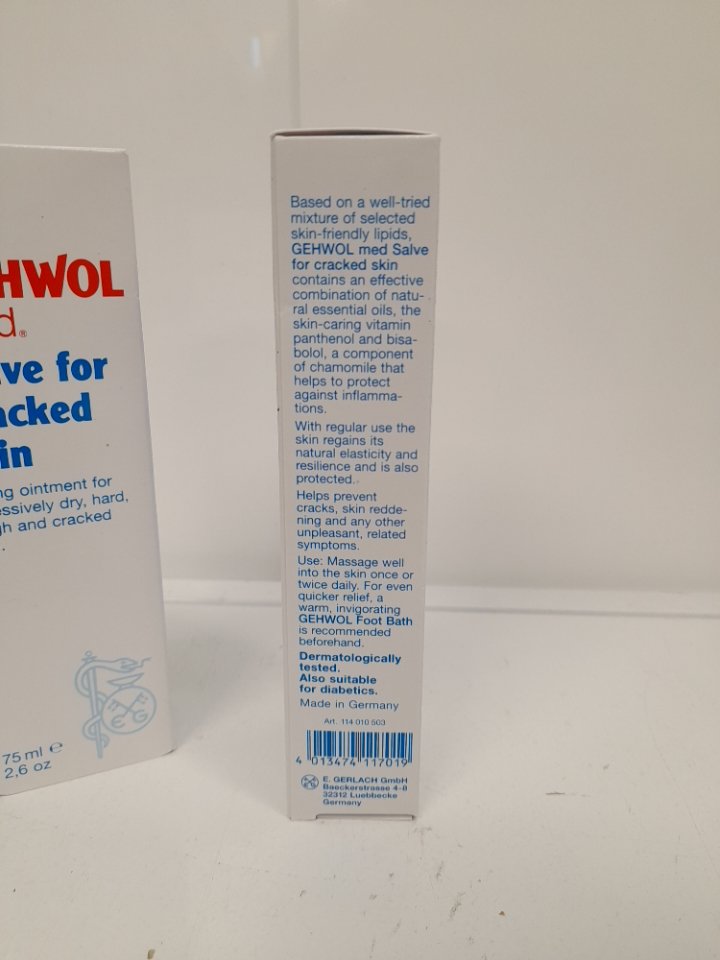 HWOL
d®
ve for
acked
in
ng ointment for
essively dry, hard,
gh and cracked
.
75 ml ℮
2,6 oz
E G
Based on a well-tried
mixture of selected
skin-friendly lipids,
GEHWOL med Salve
for cracked skin
contains an effective
combination of natu-
ral essential oils, the
skin-caring vitamin
panthenol and bisa-
bolol, a component
of chamomile that
helps to protect
against inflamma-
tions.
With regular use the
skin regains its
natural elasticity and
resilience and is also
protected.
Helps prevent
cracks, skin redde-
ning and any other
unpleasant, related
symptoms.
Use: Massage well
into the skin once or
twice daily. For even
quicker relief, a
warm, invigorating
GEHWOL Foot Bath
is recommended
beforehand.
Dermatologically
tested.
Also suitable
for diabetics.
Made in Germany
Art. 114 010 503
4 013474 117019
E. GERLACH GmbH
Baeckerstrasse 4-8
32312 Luebbecke
Germany